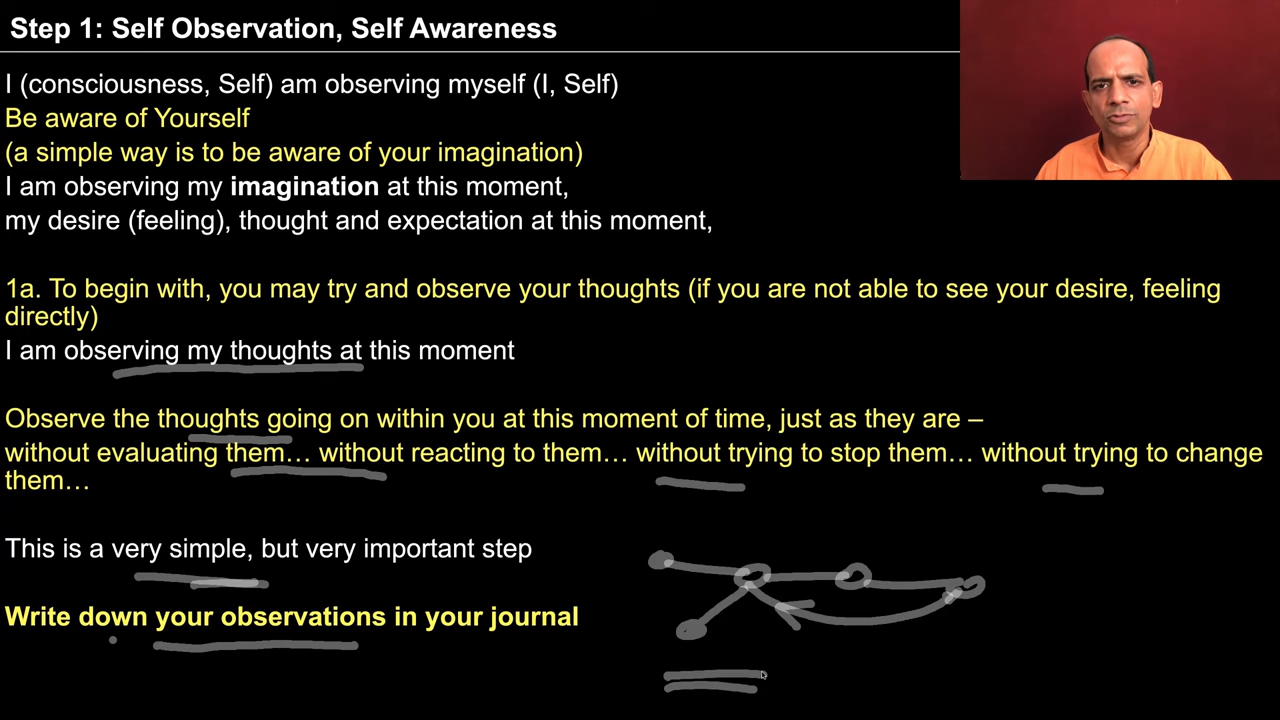 Step 1: Self Observation, Self Awareness
I (consciousness, Self) am observing myself (I, Self)
Be aware of Yourself
(a simple way is to be aware of your imagination)
I am observing my imagination at this moment,
my desire (feeling), thought and expectation at this moment,
1a. To begin with, you may try and observe your thoughts (if you are not able to see your desire, feeling
directly)
I am observing my thoughts at this moment
Observe the thoughts going on within you at this moment of time, just as they are –
without evaluating them… without reacting to them… without trying to stop them… without trying to change
them…
This is a very simple, but very important step
Write down your observations in your journal